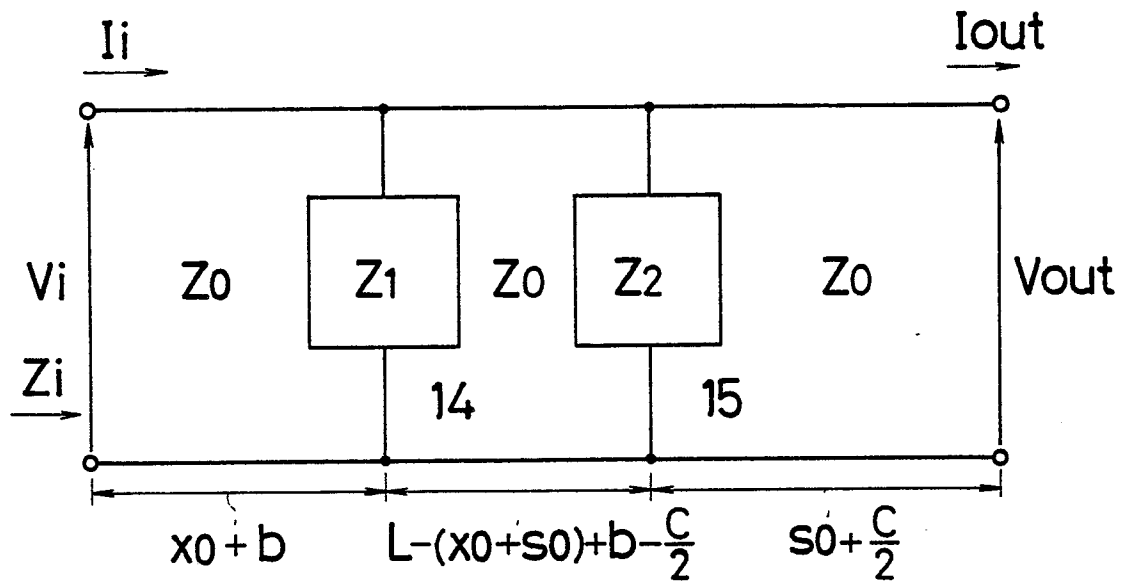 Ii
Iout
Vi
Z0
Z1
Z0
Z2
Z0
Vout
Zi
14
15
x0+b
L-(x0+s0)+b-C/2
s0+C/2